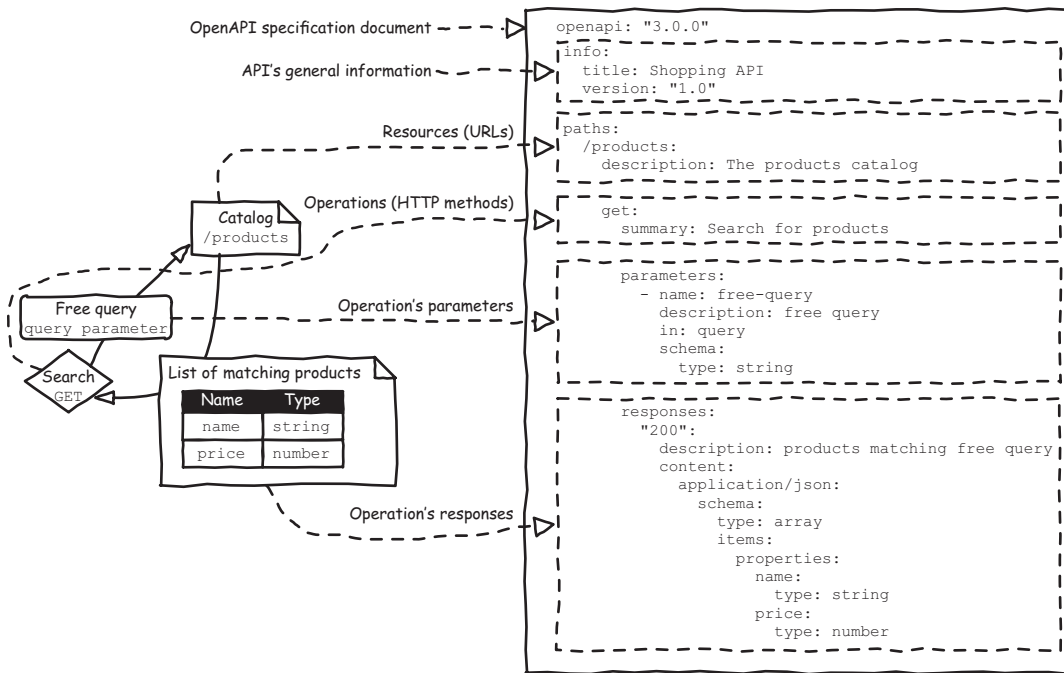 OpenAPI specification document
API's general information
Resources (URLs)
Operations (HTTP methods)
Catalog
/products
Free query
query parameter
Operation's parameters
Search
GET
List of matching products
Name Type
name string
price number
Operation's responses
openapi: "3.0.0"
info:
title: Shopping API
version: "1.0"
paths:
/products:
description: The products catalog
get:
summary: Search for products
parameters:
- name: free-query
description: free query
in: query
schema:
type: string
responses:
"200":
description: products matching free query
content:
application/json:
schema:
type: array
items:
properties:
name:
type: string
price:
type: number